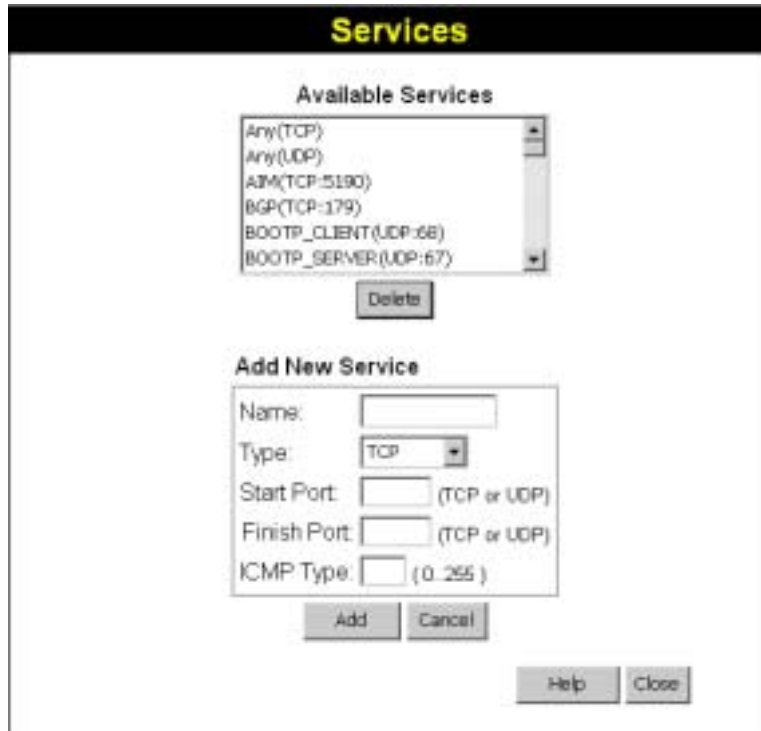 Services
Available Services
Any(TCP)
Any(UDP)
AIM(TCP:5190)
BGP(TCP:179)
BOOTP_CLIENT(UDP:68)
BOOTP_SERVER(UDP:67)
Delete
Add New Service
Name:
Type: TCP
Start Port: (TCP or UDP)
Finish Port: (TCP or UDP)
ICMP Type: ( 0..255 )
Add Cancel
Help Close